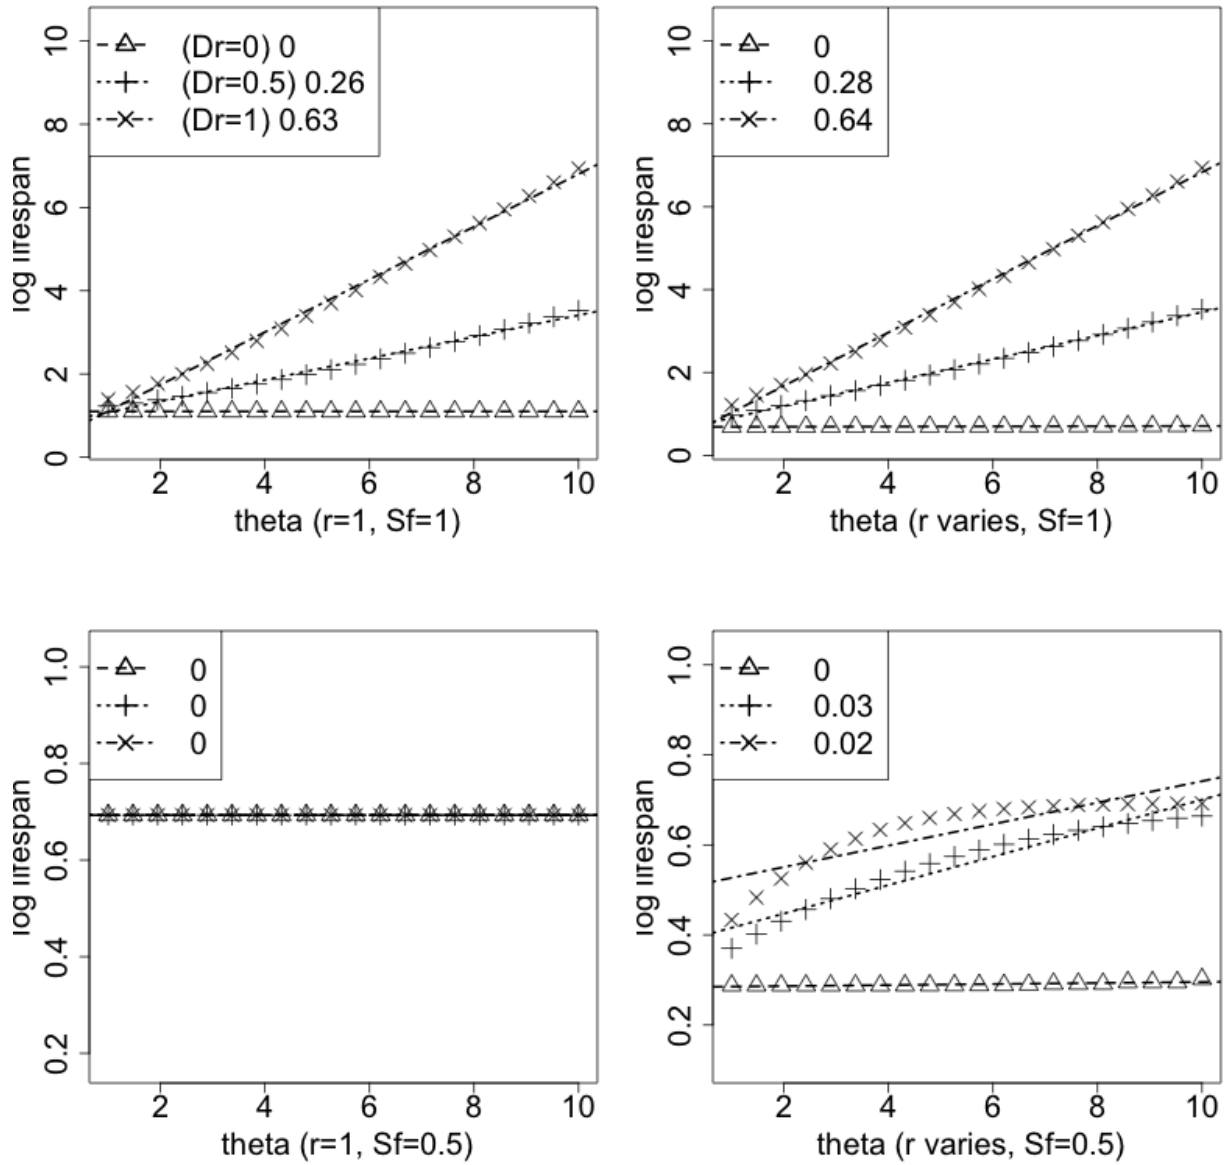 (Dr=0) 0
(Dr=0.5) 0.26
(Dr=1) 0.63
log lifespan
0 2 4 6 8 10
2 4 6 8 10
theta (r=1, Sf=1)
0
0.28
0.64
log lifespan
0 2 4 6 8 10
2 4 6 8 10
theta (r varies, Sf=1)
0
0
0
log lifespan
0.2 0.4 0.6 0.8 1.0
2 4 6 8 10
theta (r=1, Sf=0.5)
0
0.03
0.02
log lifespan
0.2 0.4 0.6 0.8 1.0
2 4 6 8 10
theta (r varies, Sf=0.5)